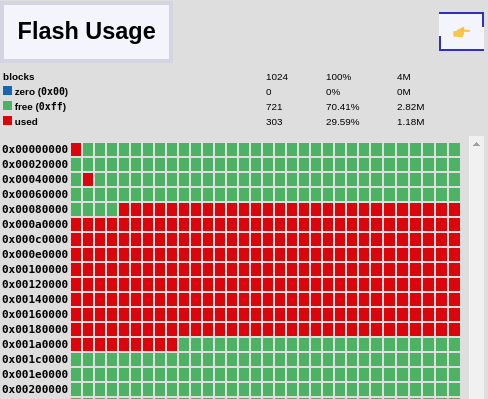 Flash Usage
blocks 1024 100% 4M
zero (0x00) 0 0% 0M
free (0xff) 721 70.41% 2.82M
used 303 29.59% 1.18M
0x00000000
0x00020000
0x00040000
0x00060000
0x00080000
0x000a0000
0x000c0000
0x000e0000
0x00100000
0x00120000
0x00140000
0x00160000
0x00180000
0x001a0000
0x001c0000
0x001e0000
0x00200000